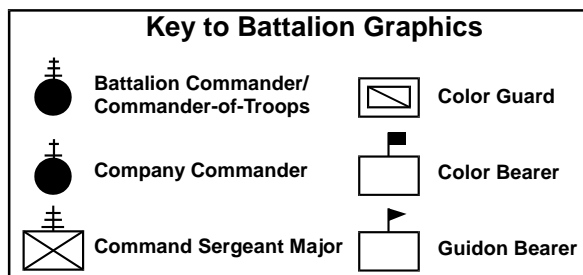 Key to Battalion Graphics
Battalion Commander/
Commander-of-Troops
Color Guard
Company Commander
Color Bearer
Command Sergeant Major
Guidon Bearer